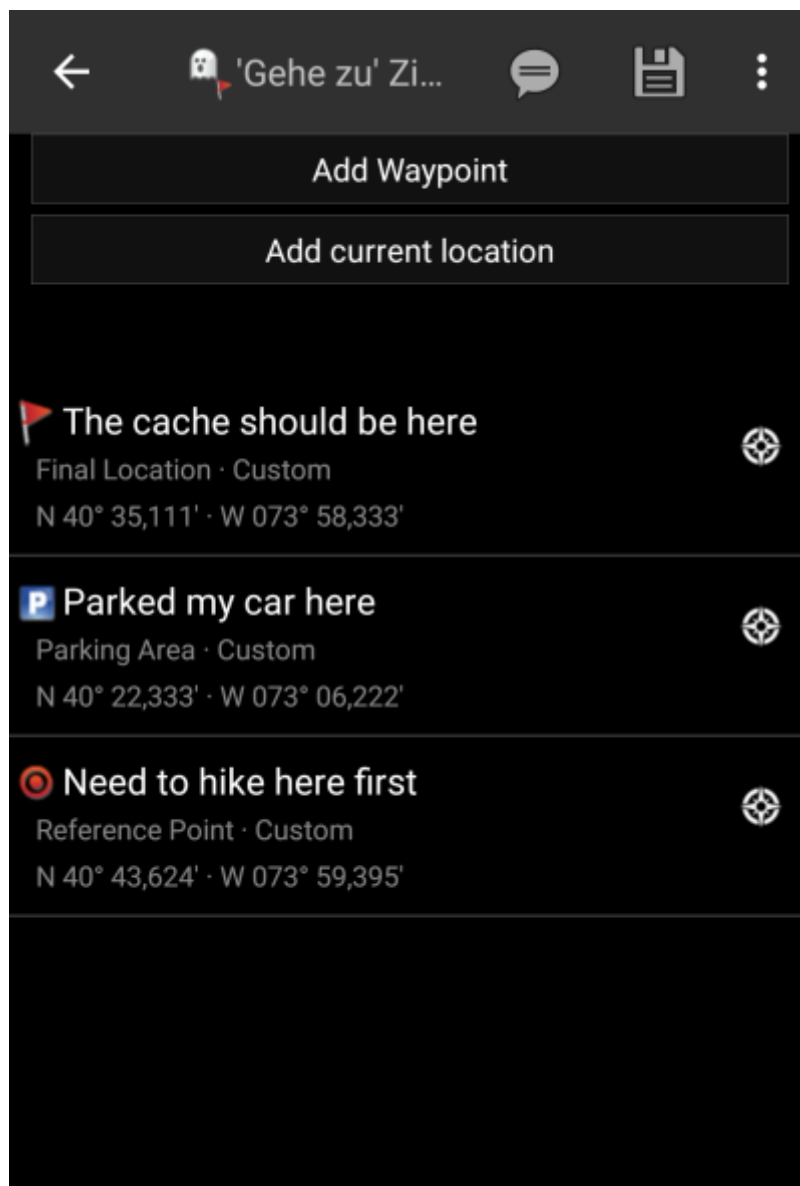 'Gehe zu' Zi...
Add Waypoint
Add current location
The cache should be here
Final Location · Custom
N 40° 35,111' · W 073° 58,333'
P Parked my car here
Parking Area · Custom
N 40° 22,333' · W 073° 06,222'
Need to hike here first
Reference Point · Custom
N 40° 43,624' · W 073° 59,395'